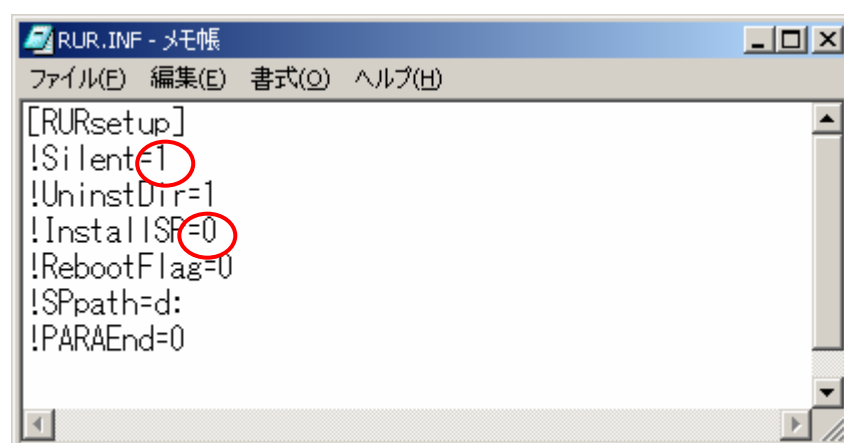 RUR.INF - メモ帳
ファイル(F) 編集(E) 書式(O) ヘルプ(H)
[RURsetup]
!Silent=1
!UninstDir=1
!InstallSP=0
!RebootFlag=0
!SPpath=d:
!PARAEnd=0